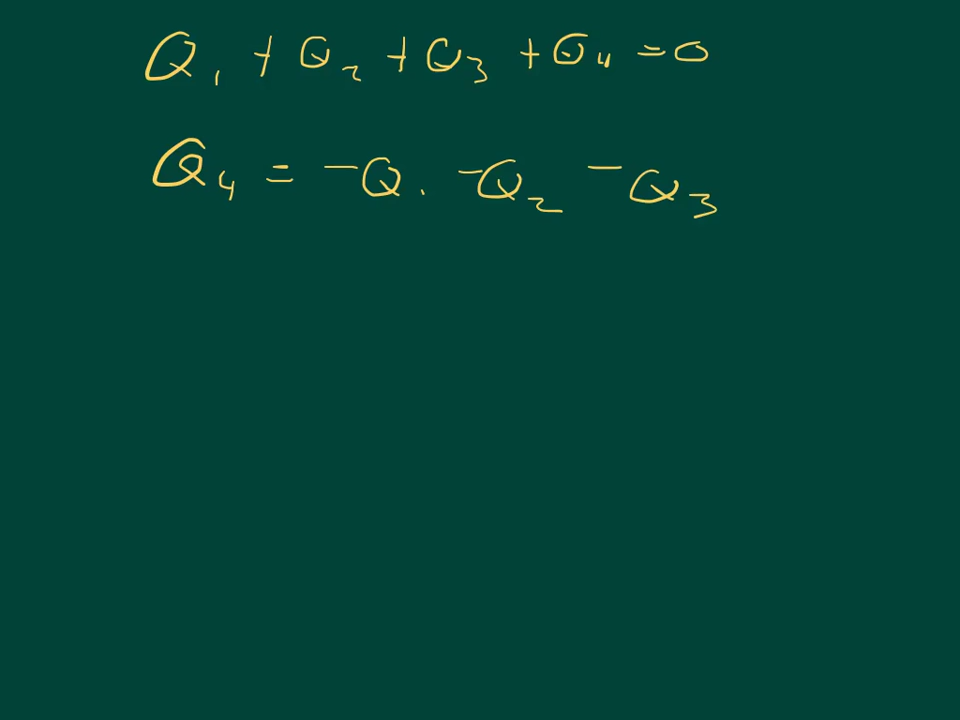 Q₁ + Q₂ + Q₃ + Q₄ = 0
Q₄ = -Q₁ -Q₂ -Q₃